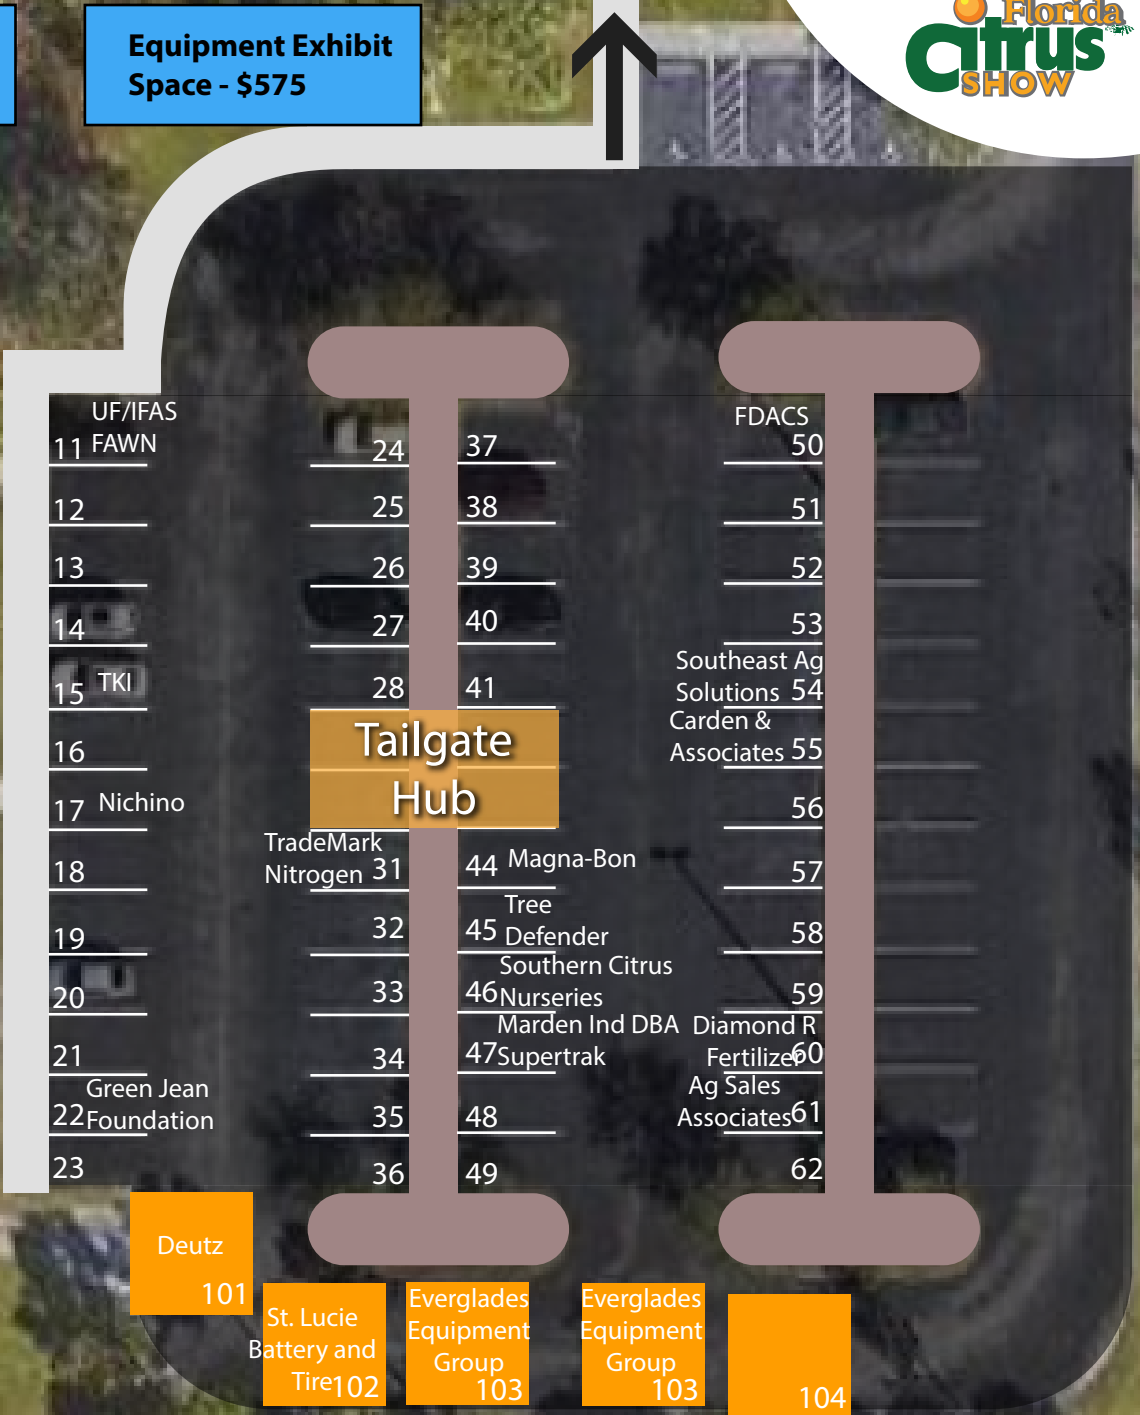 Equipment Exhibit
Space - $575
Florida
Citrus
SHOW
UF/IFAS
11 FAWN
12
13
14
15 TKI
16
17 Nichino
18
19
20
21
Green Jean
22 Foundation
23
24
25
26
27
28
Tailgate
Hub
TradeMark
Nitrogen 31
32
33
34
35
36
37
38
39
40
41
44 Magna-Bon
Tree
45 Defender
Southern Citrus
46 Nurseries
Marden Ind DBA
47 Supertrak
48
49
FDACS
50
51
52
53
Southeast Ag
Solutions 54
Carden &
Associates 55
56
57
58
59
Diamond R
Fertilizer 60
Ag Sales
Associates 61
62
Deutz
101
St. Lucie
Battery and
Tire 102
Everglades
Equipment
Group
103
Everglades
Equipment
Group
103
104